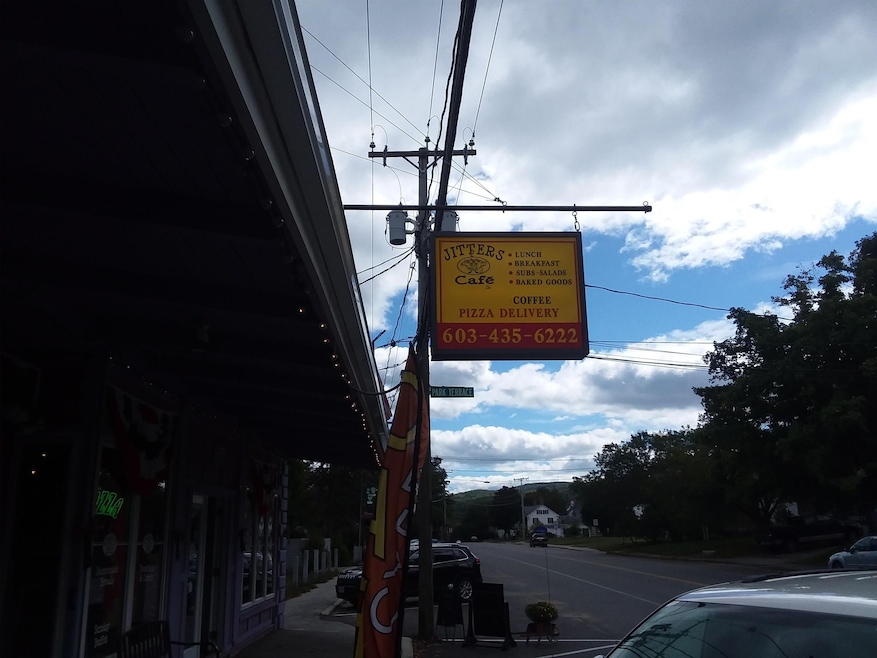 JITTERS
Café
• LUNCH
• BREAKFAST
• SUBS-SALADS
• BAKED GOODS
COFFEE
PIZZA DELIVERY
603-435-6222
PARK TERRACE